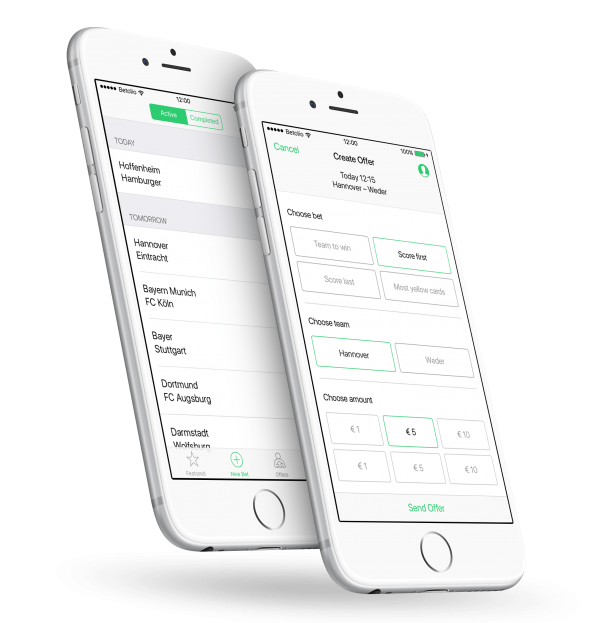 Betolio
12:00
Active
Completed
TODAY
Hoffenheim
Hamburger
TOMORROW
Hannover
Eintracht
Bayern Munich
FC Köln
Bayer
Stuttgart
Dortmund
FC Augsburg
Darmstadt
Wolfsburg
Featured
New Bet
Offers
Betolio
12:00
100%
Cancel
Create Offer
Today 12:15
Hannover – Weder
Choose bet
Team to win
Score first
Score last
Most yellow cards
Choose team
Hannover
Weder
Choose amount
€ 1
€ 5
€ 10
€ 1
€ 5
€ 10
Send Offer